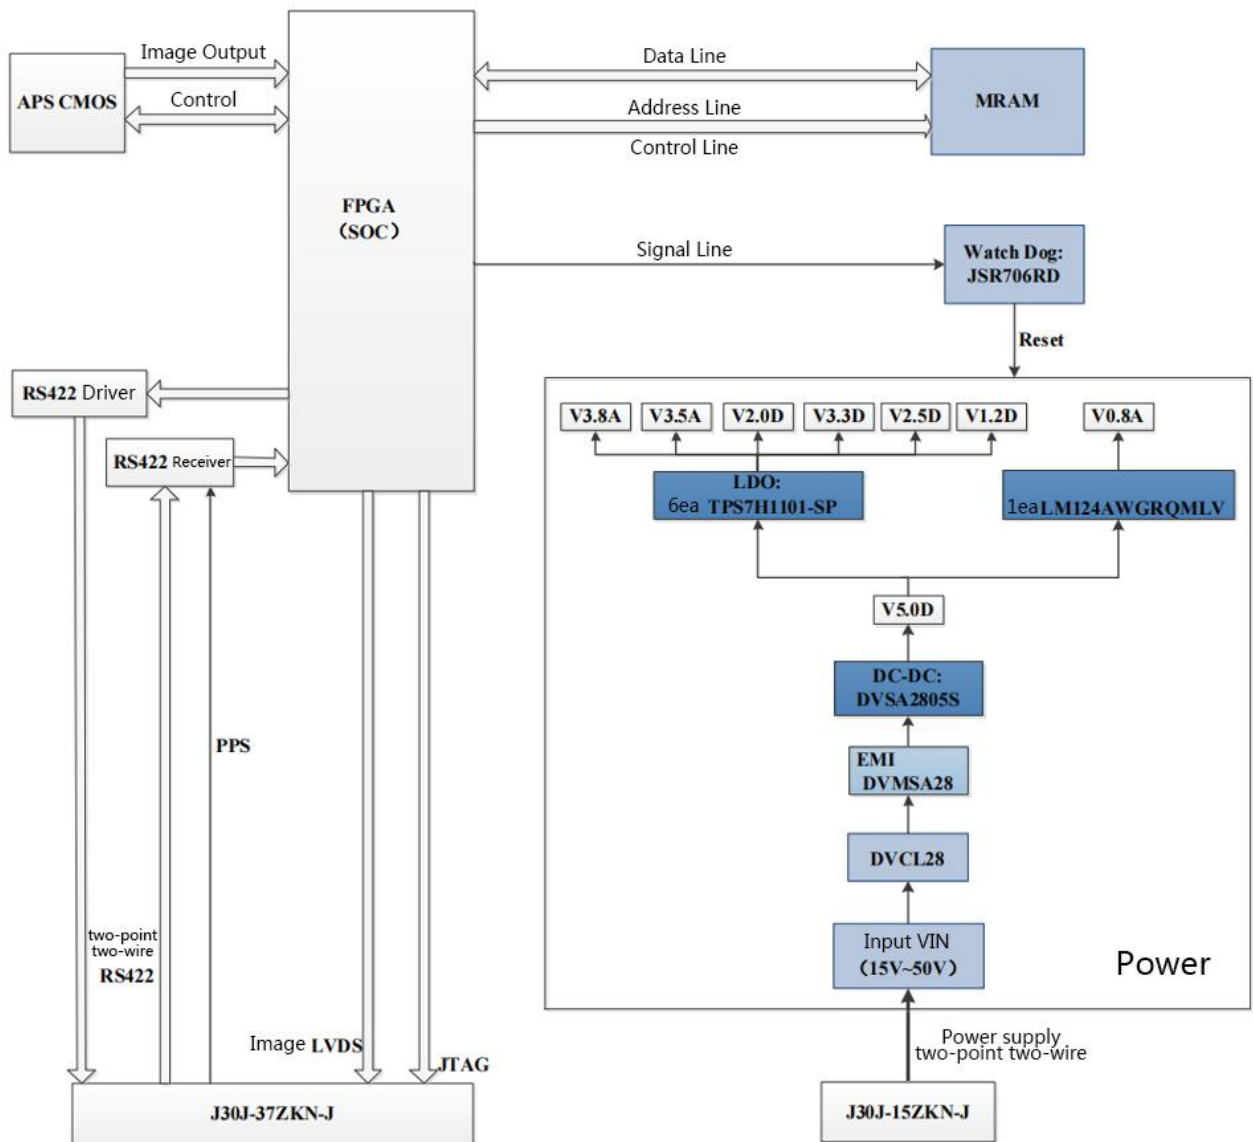 Image Output
Control
APS CMOS
FPGA
（SOC）
Data Line
Address Line
Control Line
MRAM
Signal Line
Watch Dog:
JSR706RD
Reset
RS422 Driver
RS422 Receiver
V3.8A
V3.5A
V2.0D
V3.3D
V2.5D
V1.2D
V0.8A
LDO:
6ea TPS7H1101-SP
1eaLM124AWGRQMLV
V5.0D
DC-DC:
DVSA2805S
EMI
DVMSA28
DVCL28
Input VIN
（15V~50V）
Power
PPS
two-point
two-wire
RS422
Image LVDS
JTAG
Power supply
two-point two-wire
J30J-37ZKN-J
J30J-15ZKN-J